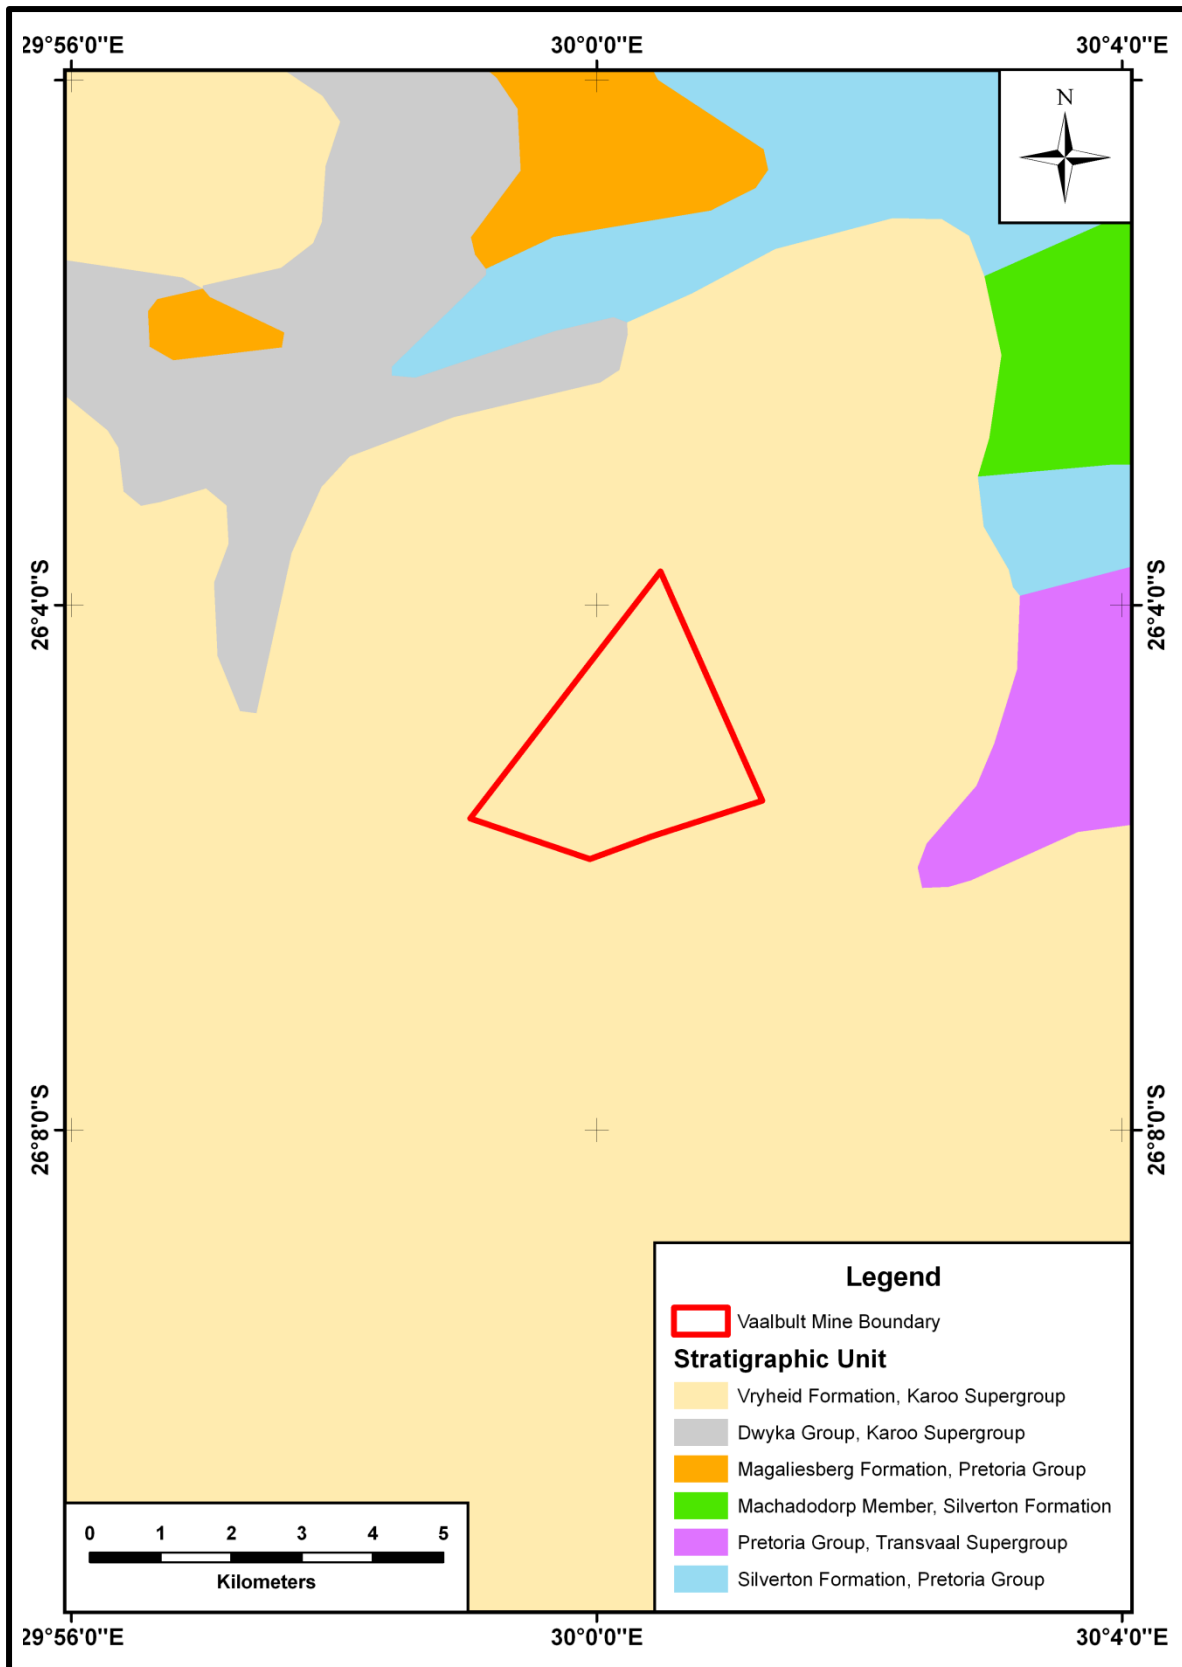 29°56'0"E 30°0'0"E 30°4'0"E
N
26°4'0"S 26°4'0"S
26°8'0"S 26°8'0"S
Legend
Vaalbult Mine Boundary
Stratigraphic Unit
Vryheid Formation, Karoo Supergroup
Dwyka Group, Karoo Supergroup
Magaliesberg Formation, Pretoria Group
Machadodorp Member, Silverton Formation
Pretoria Group, Transvaal Supergroup
Silverton Formation, Pretoria Group
0 1 2 3 4 5
Kilometers
29°56'0"E 30°0'0"E 30°4'0"E